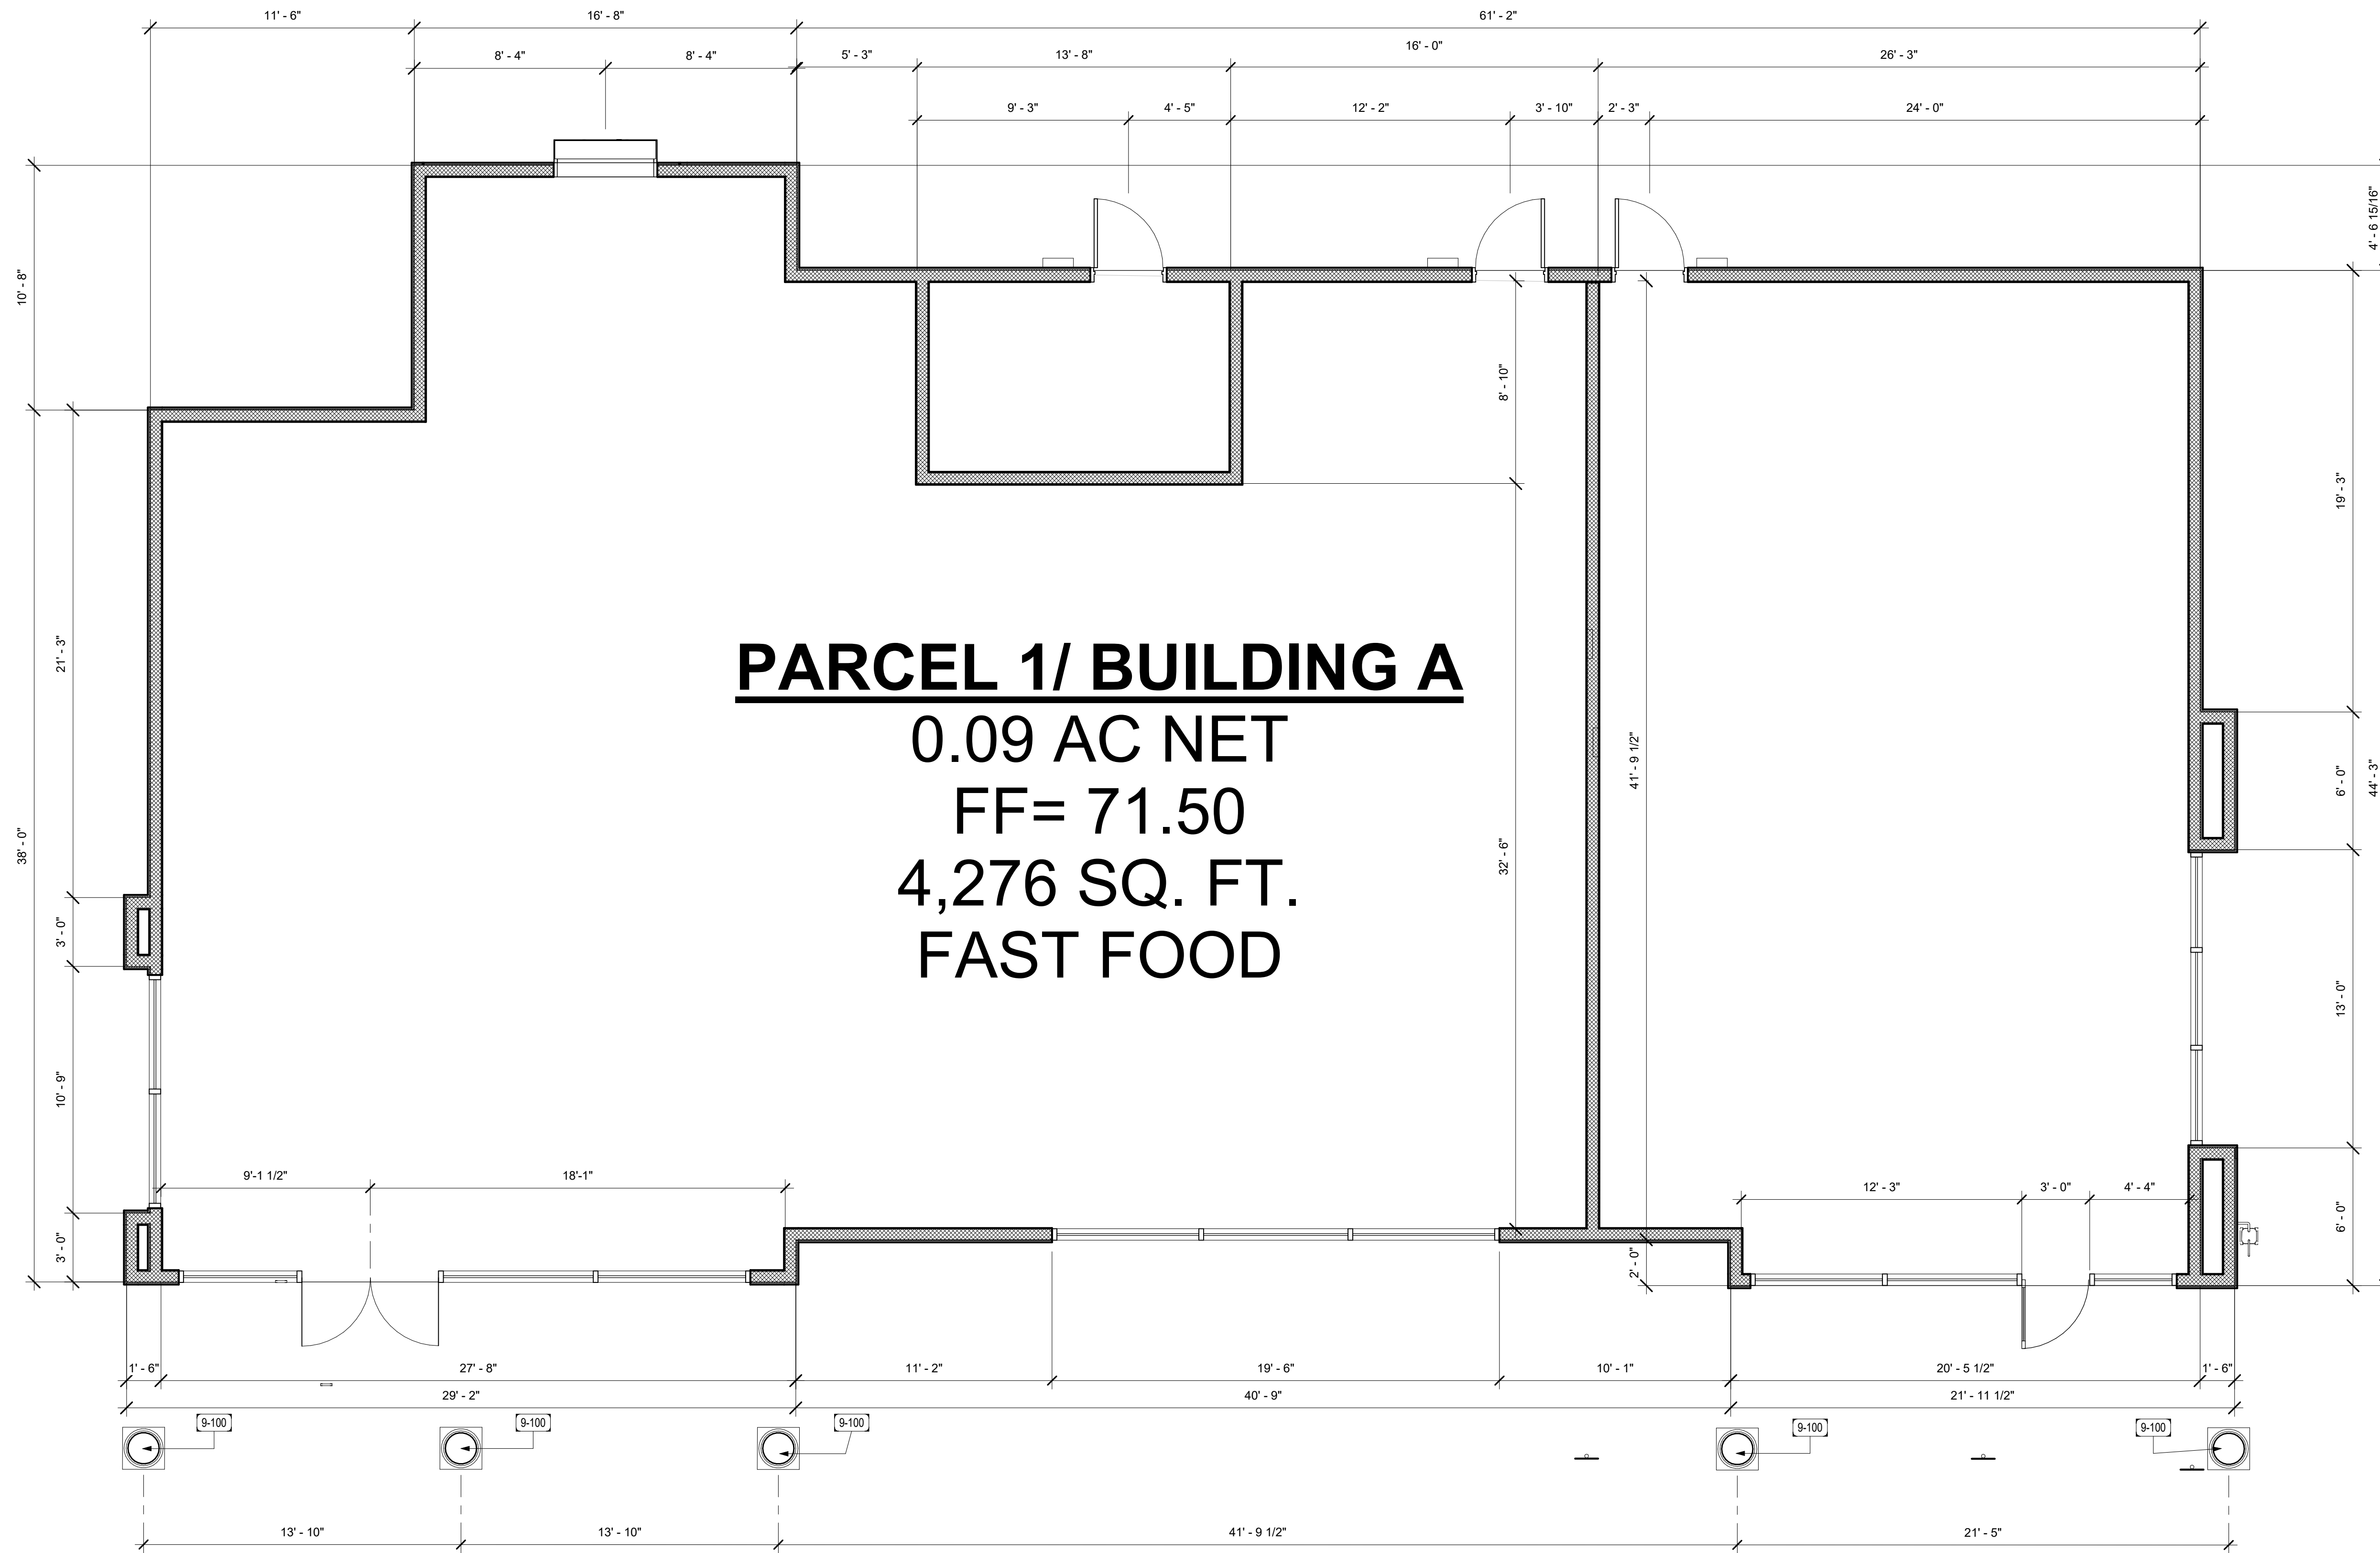 11' - 6"
16' - 8"
61' - 2"
8' - 4"
8' - 4"
5' - 3"
13' - 8"
16' - 0"
26' - 3"
9' - 3"
4' - 5"
12' - 2"
3' - 10"
2' - 3"
24' - 0"
4' - 6 15/16"
10' - 8"
8' - 10"
19' - 3"
21' - 3"
PARCEL 1/ BUILDING A
0.09 AC NET
FF= 71.50
4,276 SQ. FT.
FAST FOOD
41' - 9 1/2"
6' - 0"
44' - 3"
38' - 0"
32' - 6"
3' - 0"
13' - 0"
10' - 9"
9'-1 1/2"
18'-1"
12' - 3"
3' - 0"
4' - 4"
6' - 0"
3' - 0"
2' - 0"
1' - 6"
27' - 8"
11' - 2"
19' - 6"
10' - 1"
20' - 5 1/2"
1' - 6"
29' - 2"
40' - 9"
21' - 11 1/2"
9-100
9-100
9-100
9-100
9-100
13' - 10"
13' - 10"
41' - 9 1/2"
21' - 5"